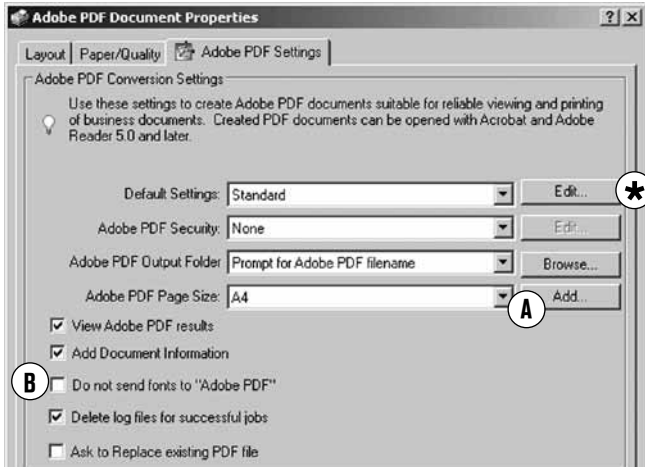 Adobe PDF Document Properties ? X
Layout Paper/Quality Adobe PDF Settings
Adobe PDF Conversion Settings
Use these settings to create Adobe PDF documents suitable for reliable viewing and printing
of business documents. Created PDF documents can be opened with Acrobat and Adobe
Reader 5.0 and later.
Default Settings: Standard Edit... *
Adobe PDF Security: None Edit...
Adobe PDF Output Folder Prompt for Adobe PDF filename Browse...
Adobe PDF Page Size: A4 A Add...
View Adobe PDF results
Add Document Information
B Do not send fonts to "Adobe PDF"
Delete log files for successful jobs
Ask to Replace existing PDF file